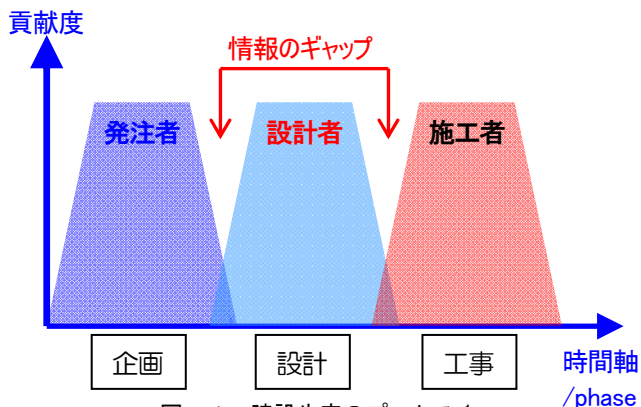 貢献度
情報のギャップ
発注者
設計者
施工者
企画
設計
工事
時間軸
/phase